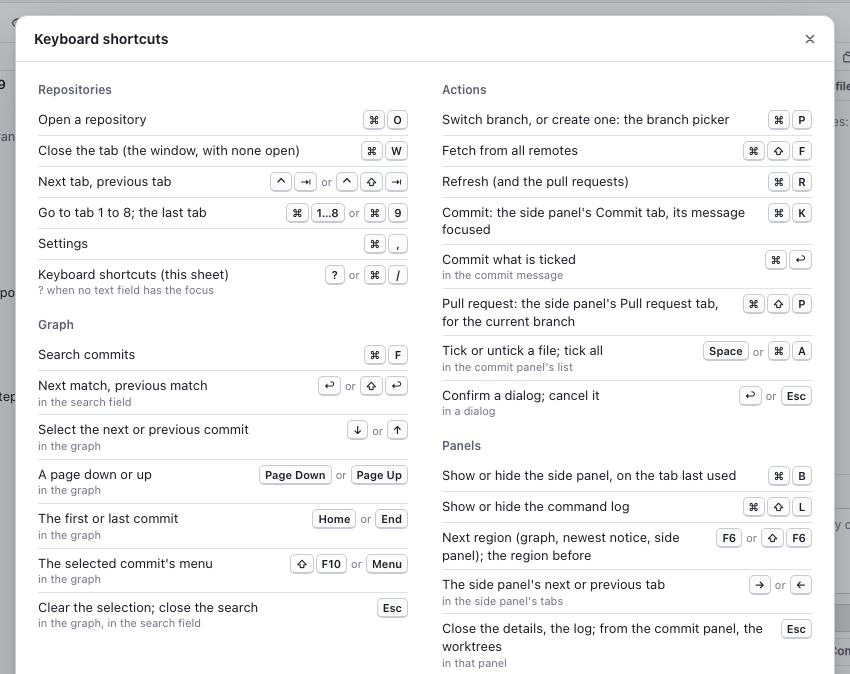 Keyboard shortcuts
Repositories
Open a repository ⌘ O
Close the tab (the window, with none open) ⌘ W
Next tab, previous tab ^ ⇥ or ^ ⇧ ⇥
Go to tab 1 to 8; the last tab ⌘ 1…8 or ⌘ 9
Settings ⌘ ,
Keyboard shortcuts (this sheet) ? or ⌘ /
? when no text field has the focus
Graph
Search commits ⌘ F
Next match, previous match ↩ or ⇧ ↩
in the search field
Select the next or previous commit ↓ or ↑
in the graph
A page down or up Page Down or Page Up
in the graph
The first or last commit Home or End
in the graph
The selected commit's menu ⇧ F10 or Menu
in the graph
Clear the selection; close the search Esc
in the graph, in the search field
Actions
Switch branch, or create one: the branch picker ⌘ P
Fetch from all remotes ⌘ ⇧ F
Refresh (and the pull requests) ⌘ R
Commit: the side panel's Commit tab, its message ⌘ K
focused
Commit what is ticked ⌘ ↩
in the commit message
Pull request: the side panel's Pull request tab, ⌘ ⇧ P
for the current branch
Tick or untick a file; tick all Space or ⌘ A
in the commit panel's list
Confirm a dialog; cancel it ↩ or Esc
in a dialog
Panels
Show or hide the side panel, on the tab last used ⌘ B
Show or hide the command log ⌘ ⇧ L
Next region (graph, newest notice, side F6 or ⇧ F6
panel); the region before
The side panel's next or previous tab → or ←
in the side panel's tabs
Close the details, the log; from the commit panel, the Esc
worktrees
in that panel